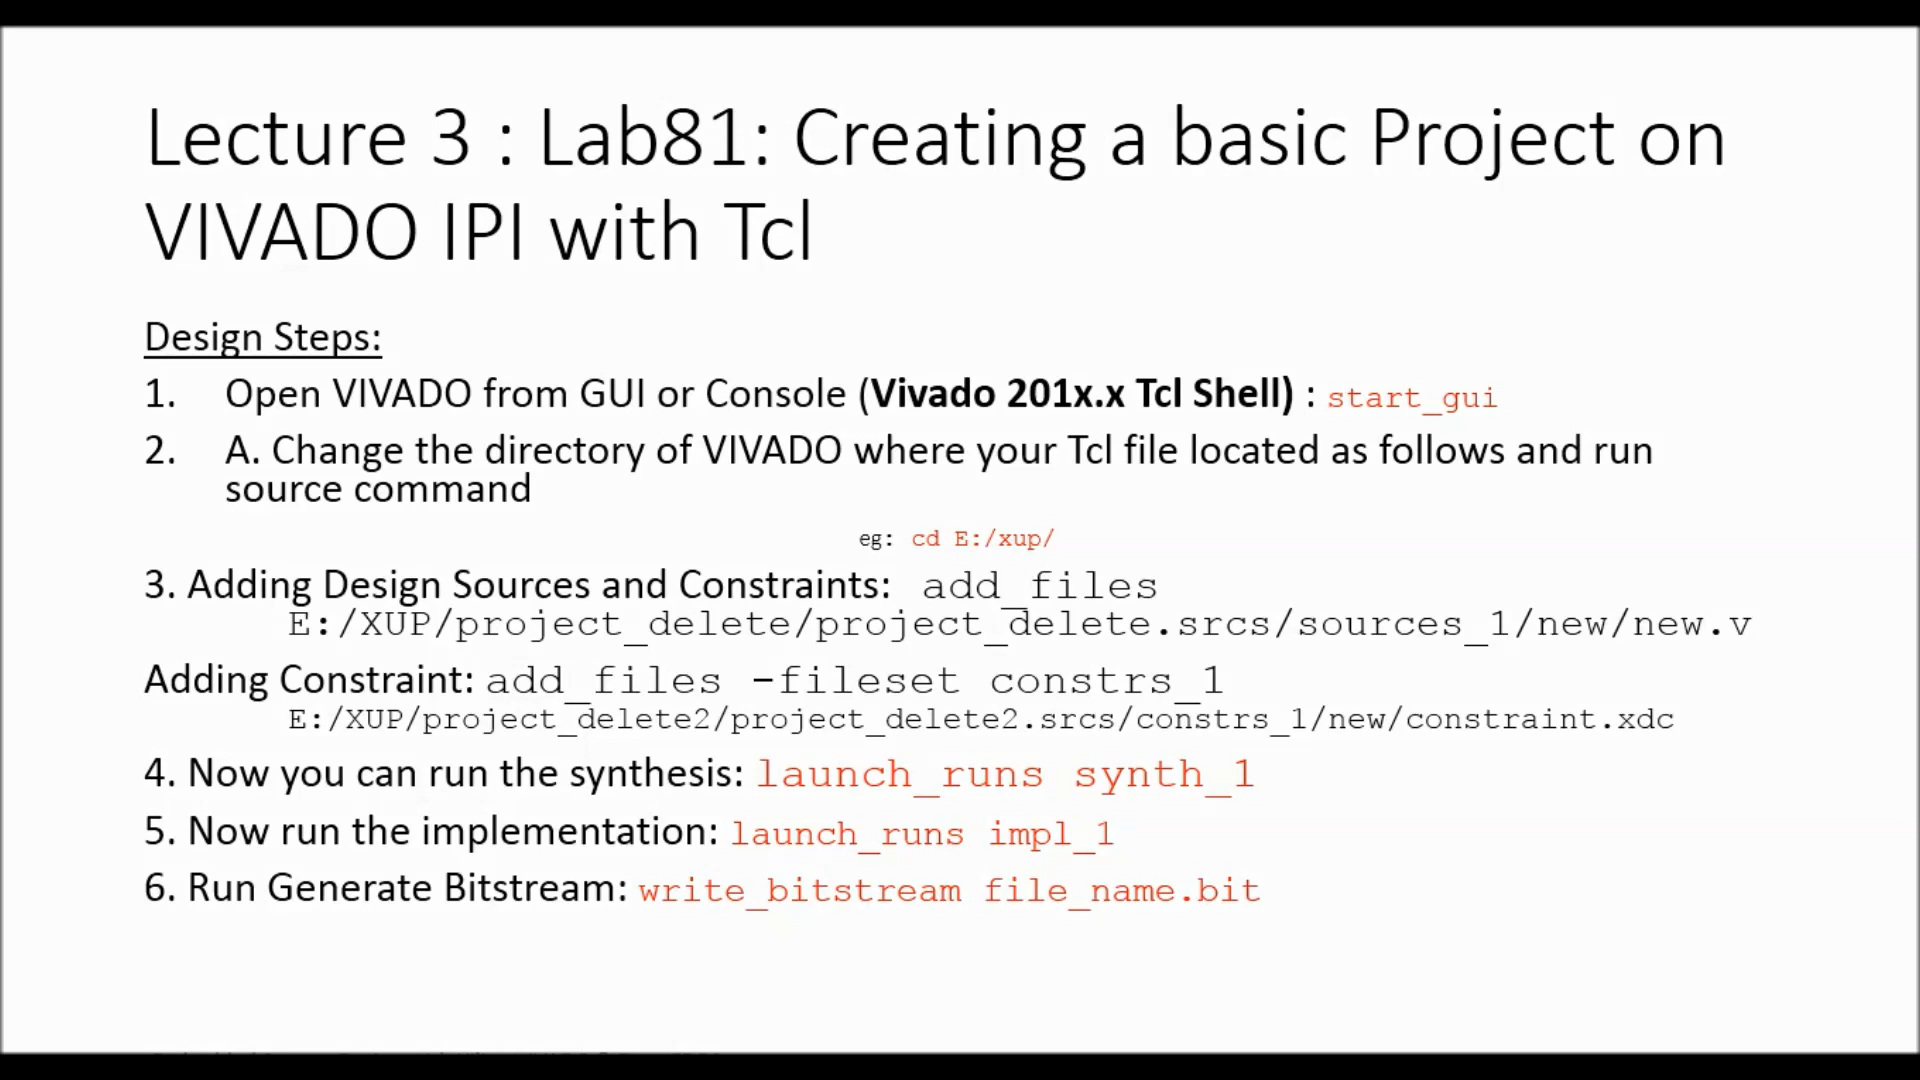 Lecture 3 : Lab81: Creating a basic Project on
VIVADO IPI with Tcl
Design Steps:
1. Open VIVADO from GUI or Console (Vivado 201x.x Tcl Shell) : start_gui
2. A. Change the directory of VIVADO where your Tcl file located as follows and run
source command
eg: cd E:/xup/
3. Adding Design Sources and Constraints: add_files
E:/XUP/project_delete/project_delete.srcs/sources_1/new/new.v
Adding Constraint: add_files -fileset constrs_1
E:/XUP/project_delete2/project_delete2.srcs/constrs_1/new/constraint.xdc
4. Now you can run the synthesis: launch_runs synth_1
5. Now run the implementation: launch_runs impl_1
6. Run Generate Bitstream: write_bitstream file_name.bit